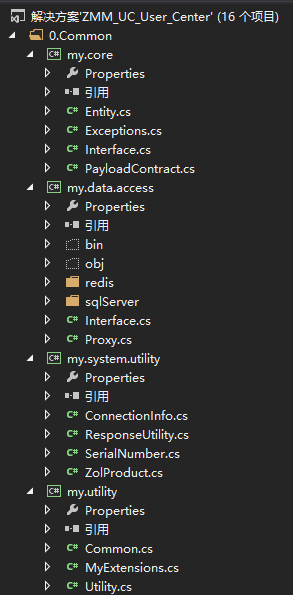 解决方案'ZMM_UC_User_Center' (16 个项目)
0.Common
C# my.core
Properties
引用
C# Entity.cs
C# Exceptions.cs
C# Interface.cs
C# PayloadContract.cs
C# my.data.access
Properties
引用
bin
obj
redis
sqlServer
C# Interface.cs
C# Proxy.cs
C# my.system.utility
Properties
引用
C# ConnectionInfo.cs
C# ResponseUtility.cs
C# SerialNumber.cs
C# ZolProduct.cs
C# my.utility
Properties
引用
C# Common.cs
C# MyExtensions.cs
C# Utility.cs